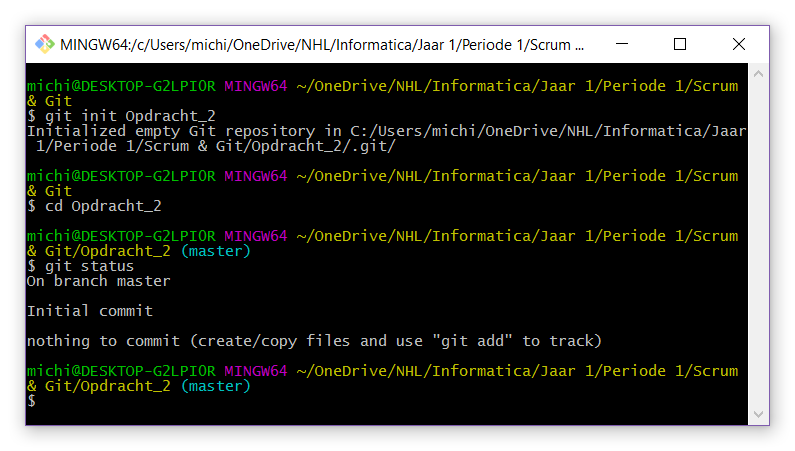 MINGW64:/c/Users/michi/OneDrive/NHL/Informatica/Jaar 1/Periode 1/Scrum ...
michi@DESKTOP-G2LPI0R MINGW64 ~/OneDrive/NHL/Informatica/Jaar 1/Periode 1/Scrum
& Git
$ git init Opdracht_2
Initialized empty Git repository in C:/Users/michi/OneDrive/NHL/Informatica/Jaar
1/Periode 1/Scrum & Git/Opdracht_2/.git/
michi@DESKTOP-G2LPI0R MINGW64 ~/OneDrive/NHL/Informatica/Jaar 1/Periode 1/Scrum
& Git
$ cd Opdracht_2
michi@DESKTOP-G2LPI0R MINGW64 ~/OneDrive/NHL/Informatica/Jaar 1/Periode 1/Scrum
& Git/Opdracht_2 (master)
$ git status
On branch master
Initial commit
nothing to commit (create/copy files and use "git add" to track)
michi@DESKTOP-G2LPI0R MINGW64 ~/OneDrive/NHL/Informatica/Jaar 1/Periode 1/Scrum
& Git/Opdracht_2 (master)
$